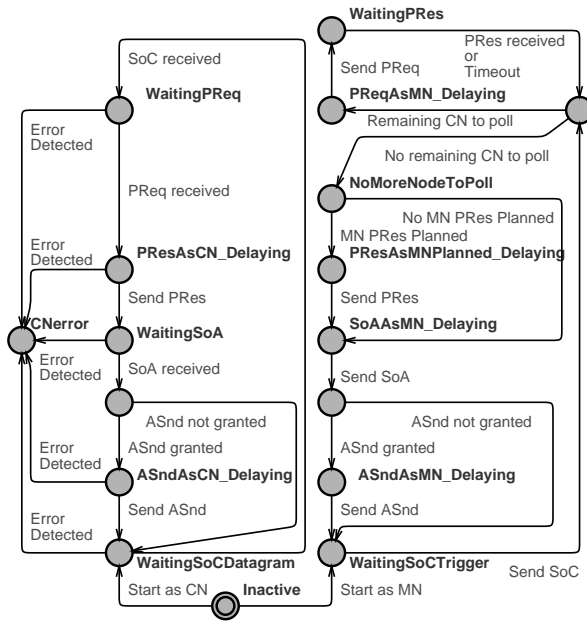 WaitingPRes
SoC received
PRes received
or
Timeout
Send PReq
WaitingPReq
PReqAsMN_Delaying
Remaining CN to poll
Error
Detected
No remaining CN to poll
NoMoreNodeToPoll
PReq received
No MN PRes Planned
MN PRes Planned
Error
Detected
PResAsCN_Delaying
PResAsMNPlanned_Delaying
Send PRes
Send PRes
CNerror
WaitingSoA
SoAAsMN_Delaying
Error
Detected
SoA received
Send SoA
ASnd not granted
ASnd not granted
Error
Detected
ASnd granted
ASnd granted
ASndAsCN_Delaying
ASndAsMN_Delaying
Error
Detected
Send ASnd
Send ASnd
WaitingSoCDatagram
WaitingSoCTrigger
Send SoC
Start as CN
Inactive
Start as MN